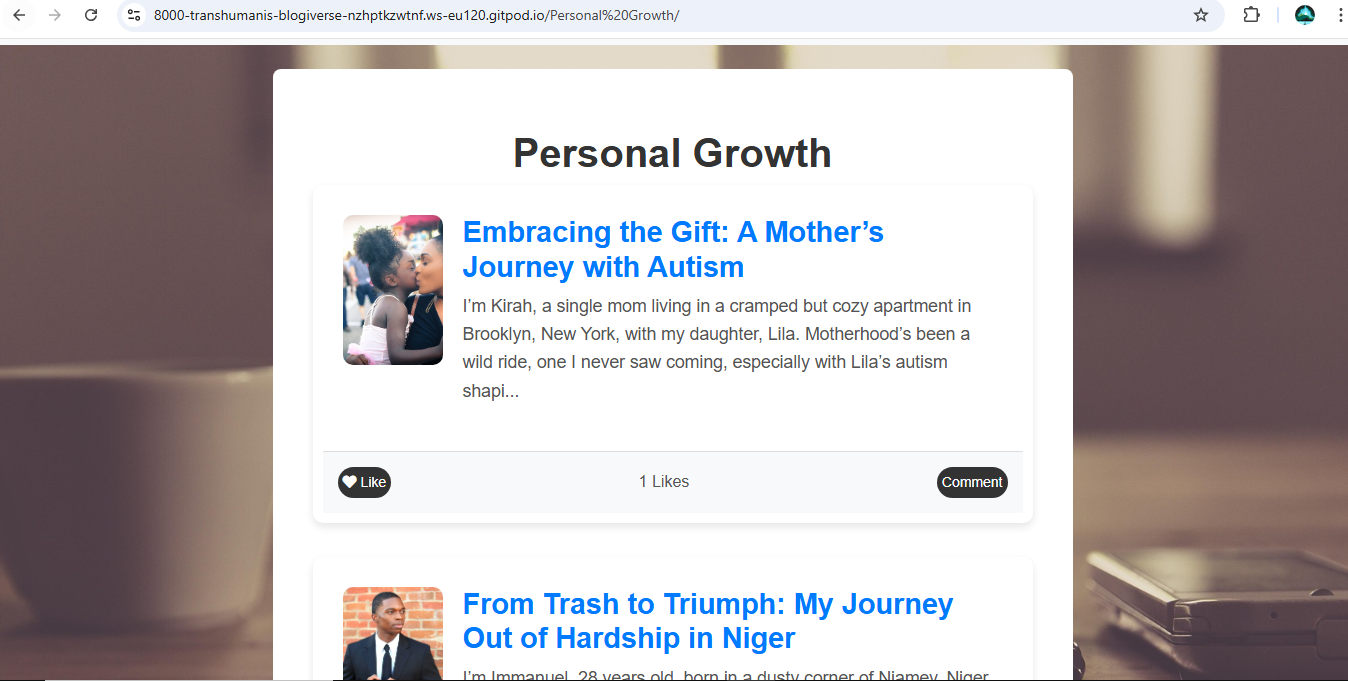 8000-transhumanis-blogiverse-nzhptkzwtnf.ws-eu120.gitpod.io/Personal%20Growth/
Personal Growth
Embracing the Gift: A Mother’s
Journey with Autism
I’m Kirah, a single mom living in a cramped but cozy apartment in
Brooklyn, New York, with my daughter, Lila. Motherhood’s been a
wild ride, one I never saw coming, especially with Lila’s autism
shapi...
Like
1 Likes
Comment
From Trash to Triumph: My Journey
Out of Hardship in Niger
I’m Immanuel, 28 years old, born in a dusty corner of Niamey, Niger